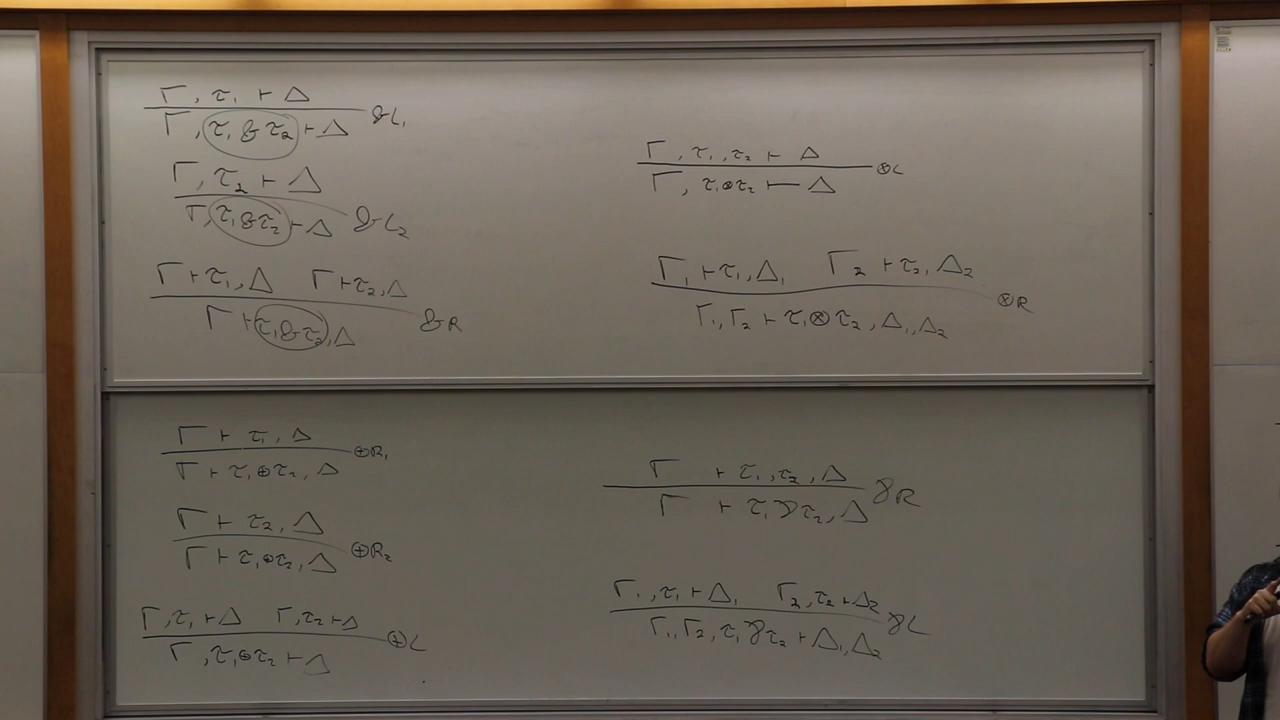 Γ, τ₁ ⊢ Δ
Γ, τ₁ & τ₂ ⊢ Δ &L₁
Γ, τ₂ ⊢ Δ
Γ, τ₁ & τ₂ ⊢ Δ &L₂
Γ ⊢ τ₁, Δ Γ ⊢ τ₂, Δ
Γ ⊢ τ₁ & τ₂, Δ &R
Γ, τ₁, τ₂ ⊢ Δ
Γ, τ₁ ⊗ τ₂ ⊢ Δ ⊗L
Γ₁ ⊢ τ₁, Δ₁ Γ₂ ⊢ τ₂, Δ₂
Γ₁, Γ₂ ⊢ τ₁ ⊗ τ₂, Δ₁, Δ₂ ⊗R
Γ ⊢ τ₁, Δ
Γ ⊢ τ₁ ⊕ τ₂, Δ ⊕R₁
Γ ⊢ τ₂, Δ
Γ ⊢ τ₁ ⊕ τ₂, Δ ⊕R₂
Γ, τ₁ ⊢ Δ Γ, τ₂ ⊢ Δ
Γ, τ₁ ⊕ τ₂ ⊢ Δ ⊕L
Γ ⊢ τ₁, τ₂, Δ
Γ ⊢ τ₁ ⅋ τ₂, Δ ⅋R
Γ₁, τ₁ ⊢ Δ₁ Γ₂, τ₂ ⊢ Δ₂
Γ₁, Γ₂, τ₁ ⅋ τ₂ ⊢ Δ₁, Δ₂ ⅋L